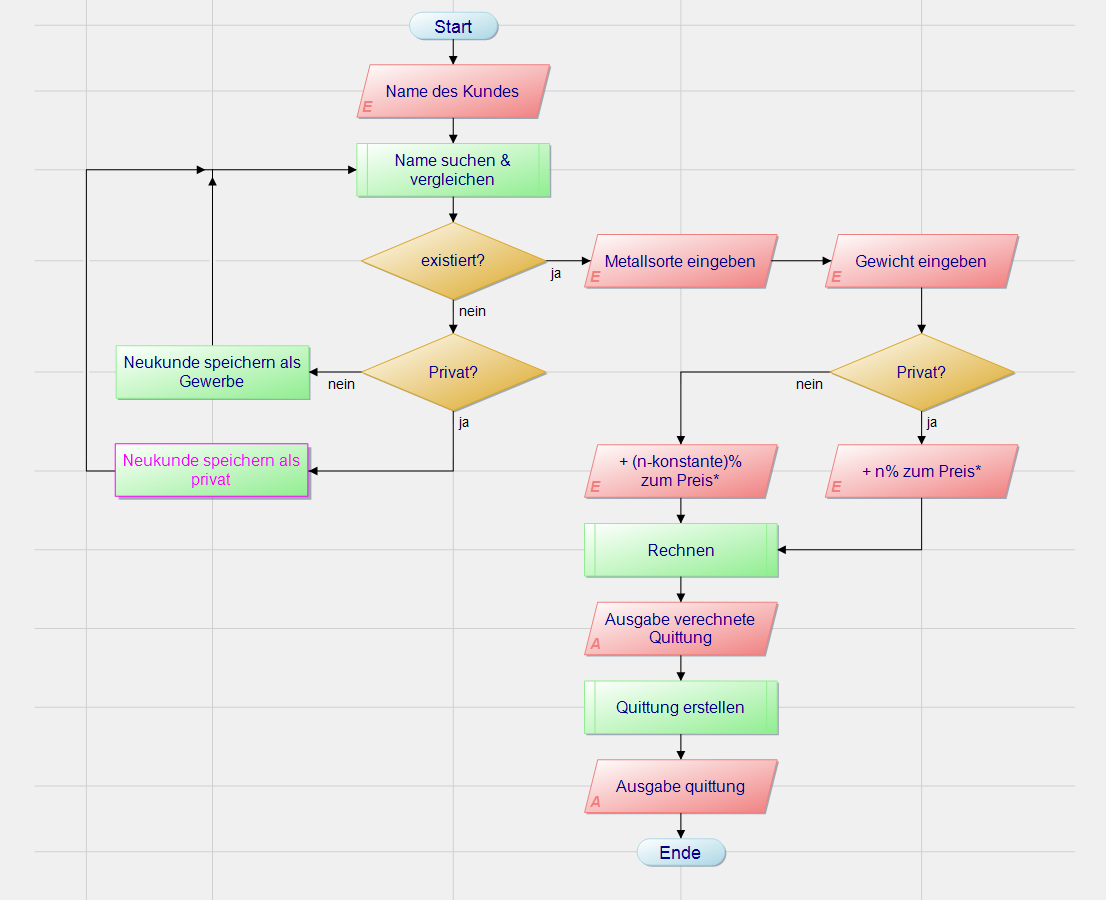 Start
Name des Kundes
E
Name suchen &
vergleichen
existiert?
ja
Metallsorte eingeben
E
Gewicht eingeben
E
nein
Neukunde speichern als
Gewerbe
nein
Privat?
ja
nein
Privat?
ja
Neukunde speichern als
privat
+ (n-konstante)%
zum Preis*
E
+ n% zum Preis*
E
Rechnen
Ausgabe verechnete
Quittung
A
Quittung erstellen
Ausgabe quittung
A
Ende